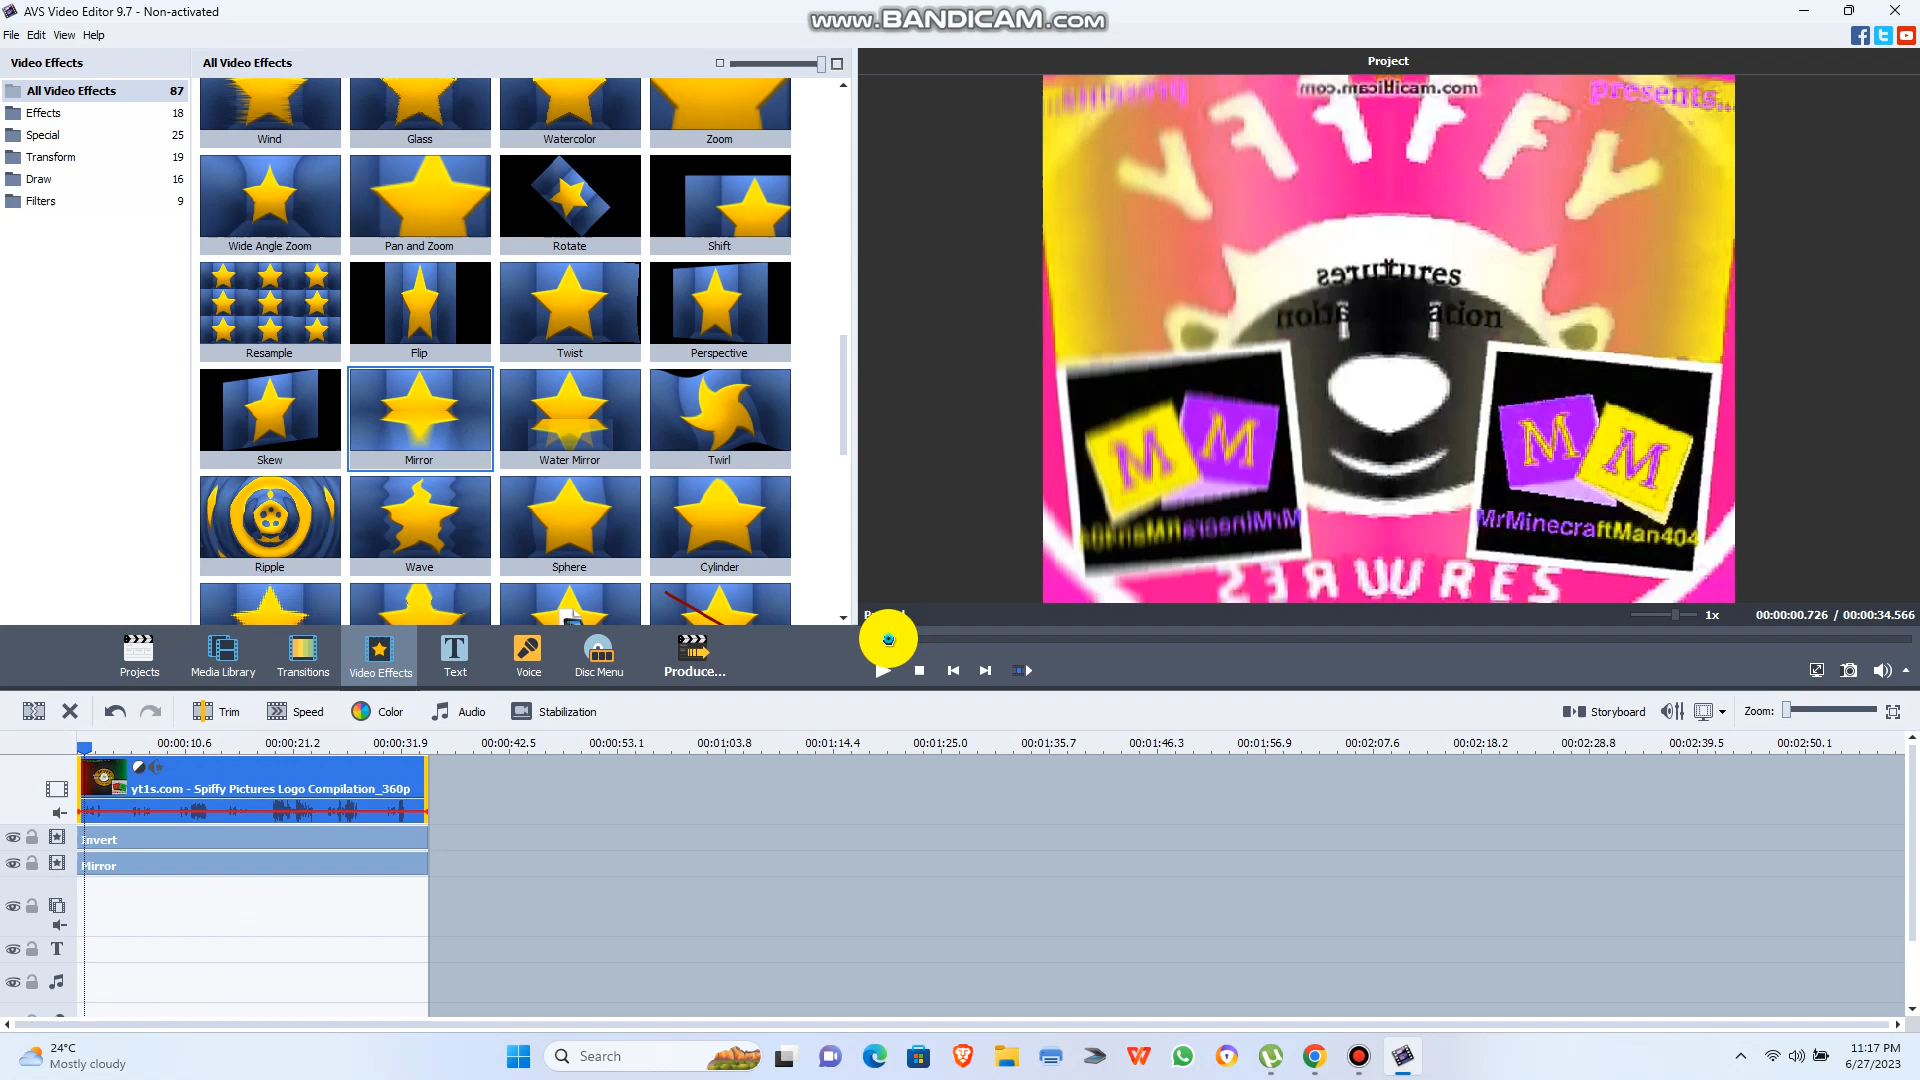 AVS Video Editor 9.7 - Non-activated
www.BANDICAM.com
File Edit View Help
Video Effects
All Video Effects 87
Effects 18
Special 25
Transform 19
Draw 16
Filters 9
All Video Effects
Wind Glass Watercolor Zoom
Wide Angle Zoom Pan and Zoom Rotate Shift
Resample Flip Twist Perspective
Skew Mirror Water Mirror Twirl
Ripple Wave Sphere Cylinder
Project
presents...
M M
MrMinecraftMan404
1x 00:00:00.726 / 00:00:34.566
Projects Media Library Transitions Video Effects Text Voice Disc Menu Produce...
Trim Speed Color Audio Stabilization
Storyboard Zoom:
00:00:10.6 00:00:21.2 00:00:31.9 00:00:42.5 00:00:53.1 00:01:03.8 00:01:14.4 00:01:25.0 00:01:35.7 00:01:46.3 00:01:56.9 00:02:07.6 00:02:18.2 00:02:28.8 00:02:39.5 00:02:50.1
yt1s.com - Spiffy Pictures Logo Compilation_360p
Invert
Mirror
T
24°C
Mostly cloudy
Search
11:17 PM
6/27/2023